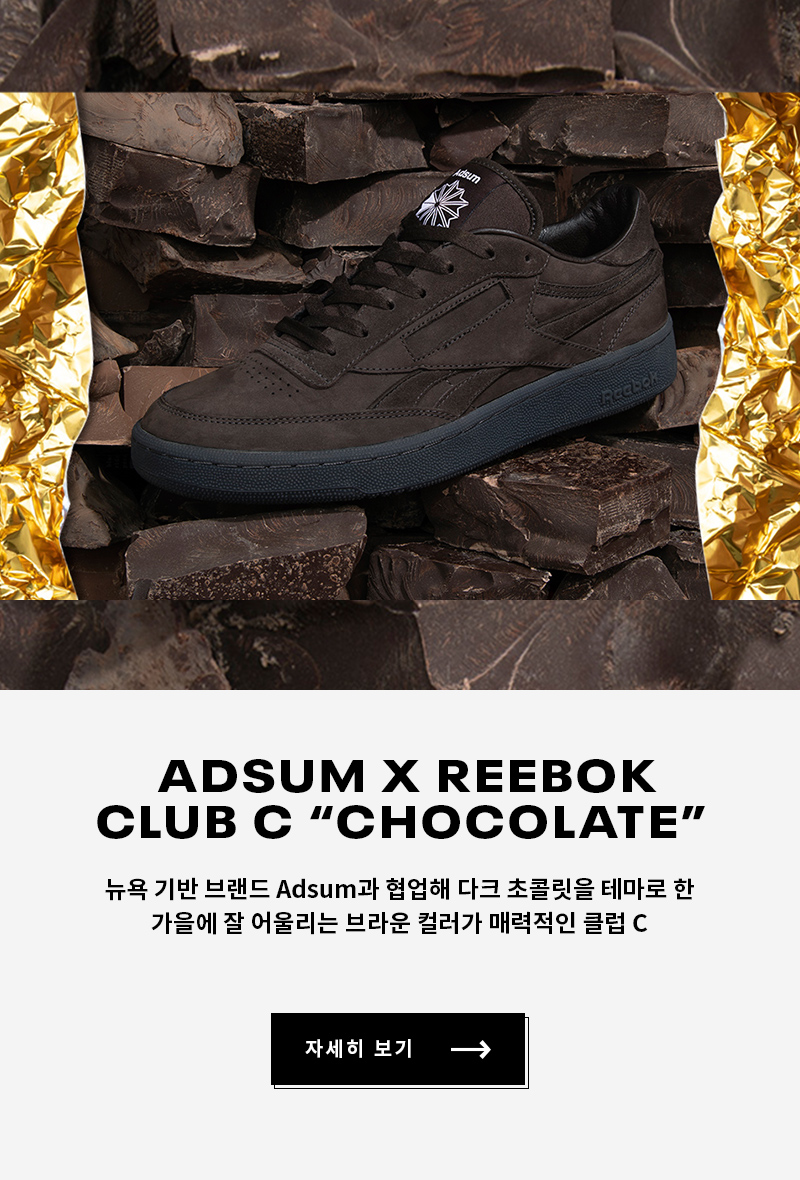 Adsum
Reebok
ADSUM X REEBOK
CLUB C “CHOCOLATE”
뉴욕 기반 브랜드 Adsum과 협업해 다크 초콜릿을 테마로 한
가을에 잘 어울리는 브라운 컬러가 매력적인 클럽 C
자세히 보기